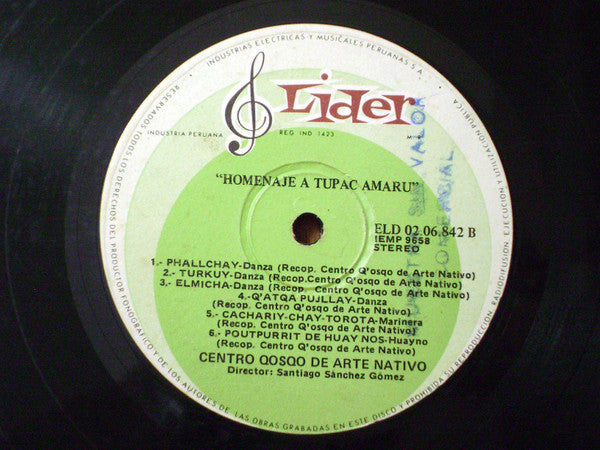 INDUSTRIAS ELECTRICAS Y MUSICALES PERUANAS S.A.
Lider
INDUSTRIA PERUANA
REG. IND. 1423
"HOMENAJE A TUPAC AMARU"
ELD 02.06.842 B
IEMP 9658
STEREO
1.- PHALLCHAY-Danza (Recop. Centro Q'osqo de Arte Nativo)
2.- TURKUY-Danza (Recop.Centro Q'osqo de Arte Nativo)
3.- ELMICHA-Danza (Recop. Centro Q'osqo de Arte Nativo)
4.-Q'ATQA PUJLLAY-Danza
(Recop. Centro Q'osqo de Arte Nativo)
5.- CACHARIY-CHAY-TOROTA-Marinera
(Recop. Centro Q'osqo de Arte Nativo)
6.- POUTPURRIT DE HUAY NOS-Huayno
(Recop. Centro Q'osqo de Arte Nativo)
CENTRO QOSQO DE ARTE NATIVO
Director: Santiago Sánchez Gómez
RESERVADOS TODOS LOS DERECHOS DEL PRODUCTOR FONOGRAFICO Y DE LOS AUTORES DE LAS OBRAS GRABADAS EN ESTE DISCO Y PROHIBIDA SU REPRODUCCION, EJECUCION Y UTILIZACION PUBLICA
RADIODIFUSION
VALOR